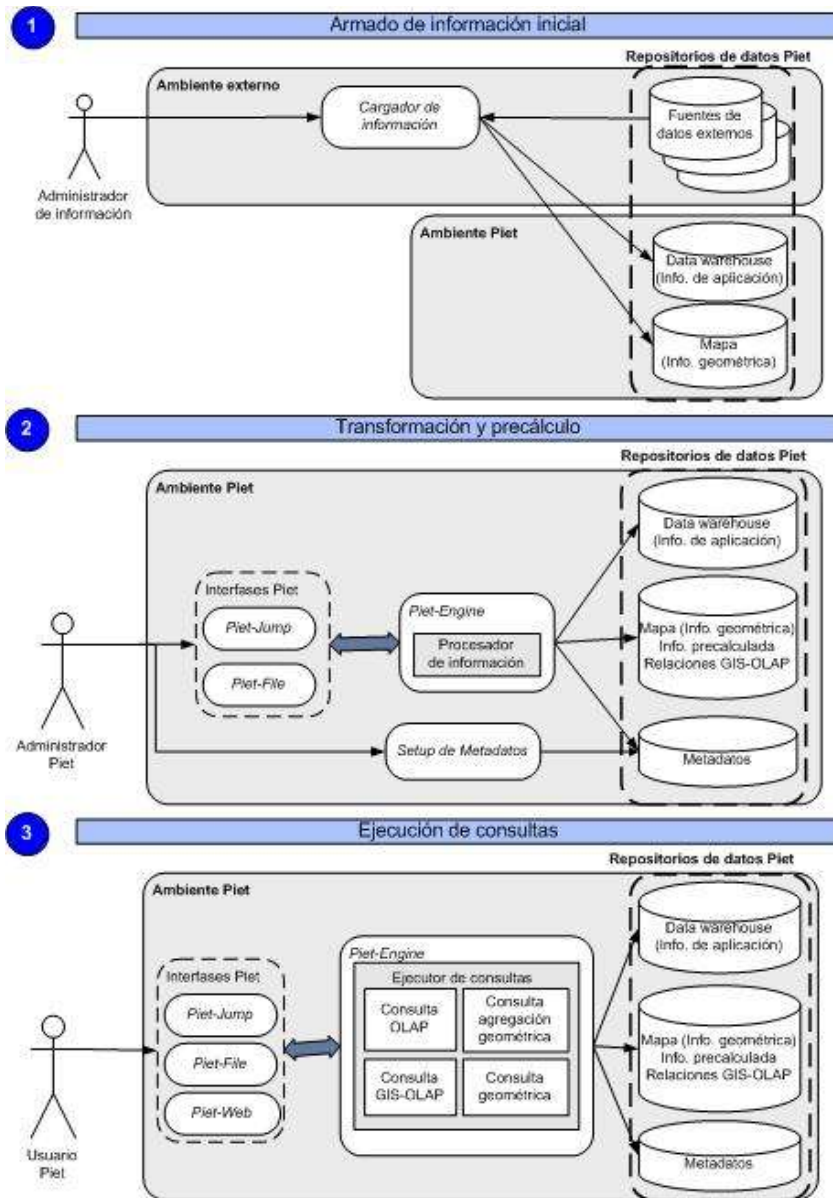 1
Armado de información inicial
Repositorios de datos Piet
Ambiente externo
Cargador de
información
Fuentes de
datos externos
Administrador
de información
Ambiente Piet
Data warehouse
(Info. de aplicación)
Mapa
(Info. geométrica)
2
Transformación y precálculo
Repositorios de datos Piet
Ambiente Piet
Data warehouse
(Info. de aplicación)
Interfases Piet
Piet-Jump
Piet-File
Piet-Engine
Procesador
de información
Mapa (Info. geométrica)
Info. precalculada
Relaciones GIS-OLAP
Administrador
Piet
Setup de Metadatos
Metadatos
3
Ejecución de consultas
Repositorios de datos Piet
Ambiente Piet
Data warehouse
(Info. de aplicación)
Piet-Engine
Interfases Piet
Ejecutor de consultas
Piet-Jump
Piet-File
Piet-Web
Consulta
OLAP
Consulta
agregación
geométrica
Consulta
GIS-OLAP
Consulta
geométrica
Mapa (Info. geométrica)
Info. precalculada
Relaciones GIS-OLAP
Usuario
Piet
Metadatos